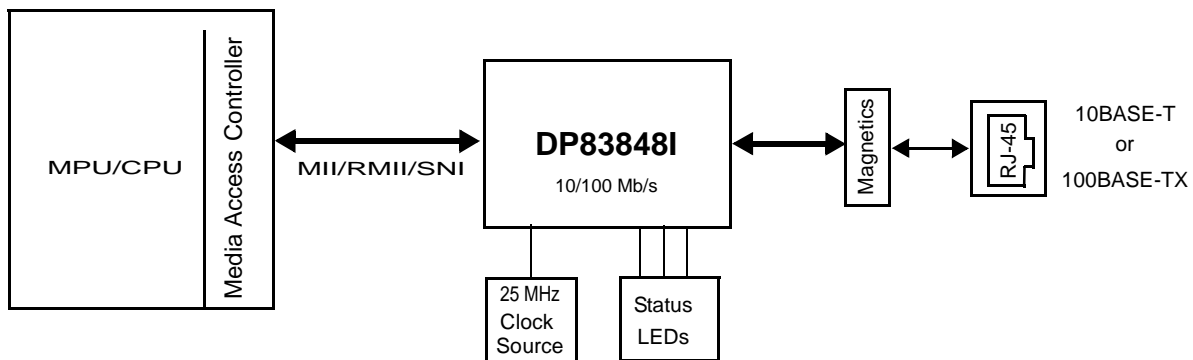 MPU/CPU
Media Access Controller
MII/RMII/SNI
DP83848I
10/100 Mb/s
25 MHz
Clock
Source
Status
LEDs
Magnetics
RJ-45
10BASE-T
or
100BASE-TX